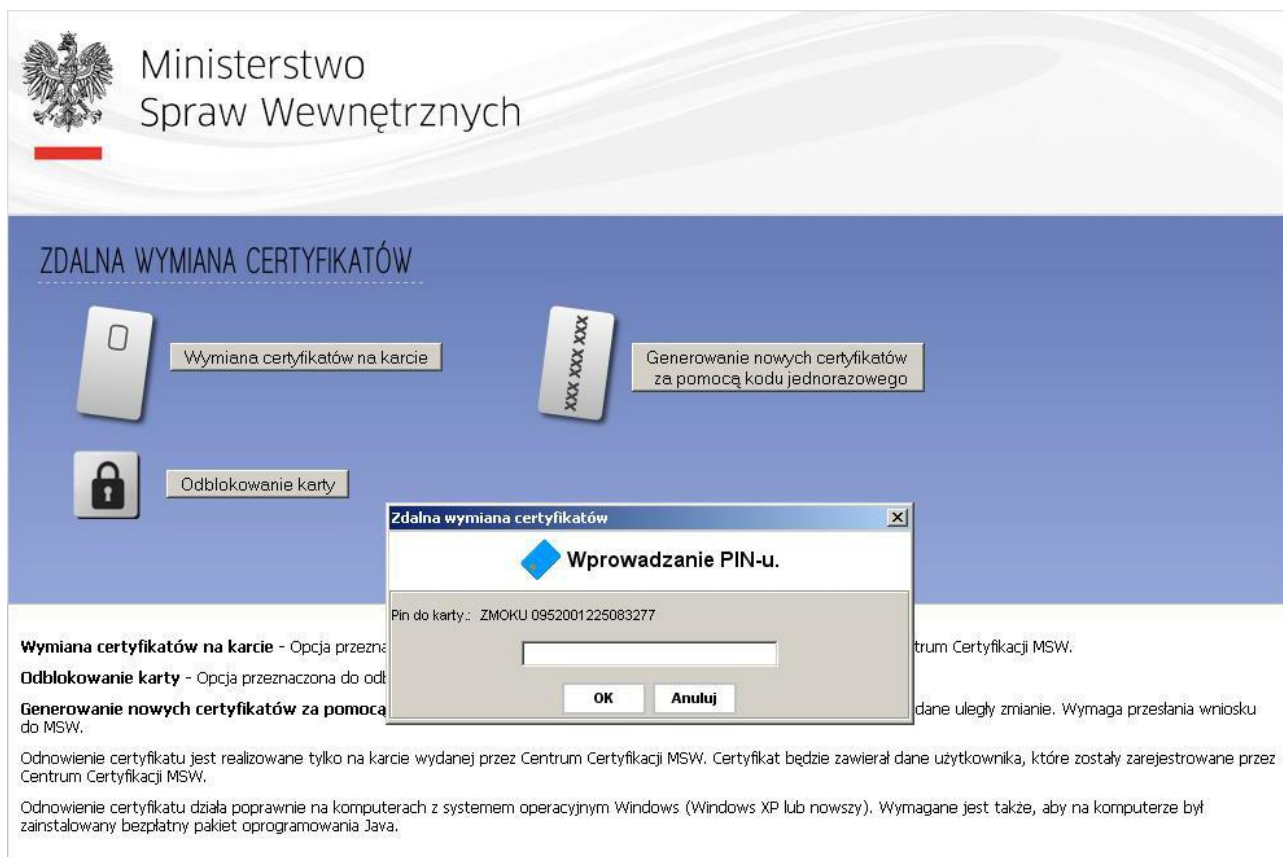 Ministerstwo
Spraw Wewnętrznych
ZDALNA WYMIANA CERTYFIKATÓW
Wymiana certyfikatów na karcie
XXX XXX XXX
Generowanie nowych certyfikatów
za pomocą kodu jednorazowego
Odblokowanie karty
Zdalna wymiana certyfikatów
Wprowadzanie PIN-u.
Pin do karty.: ZMOKU 0952001225083277
OK Anuluj
Wymiana certyfikatów na karcie - Opcja Certyfikacji MSW.
Odblokowanie karty - Opcja przeznaczona do
Generowanie nowych certyfikatów za pomocą dane uległy zmianie. Wymaga przesłania wniosku
do MSW.
Odnowienie certyfikatu jest realizowane tylko na karcie wydanej przez Centrum Certyfikacji MSW. Certyfikat będzie zawierał dane użytkownika, które zostały zarejestrowane przez
Centrum Certyfikacji MSW.
Odnowienie certyfikatu działa poprawnie na komputerach z systemem operacyjnym Windows (Windows XP lub nowszy). Wymagane jest także, aby na komputerze był
zainstalowany bezpłatny pakiet oprogramowania Java.